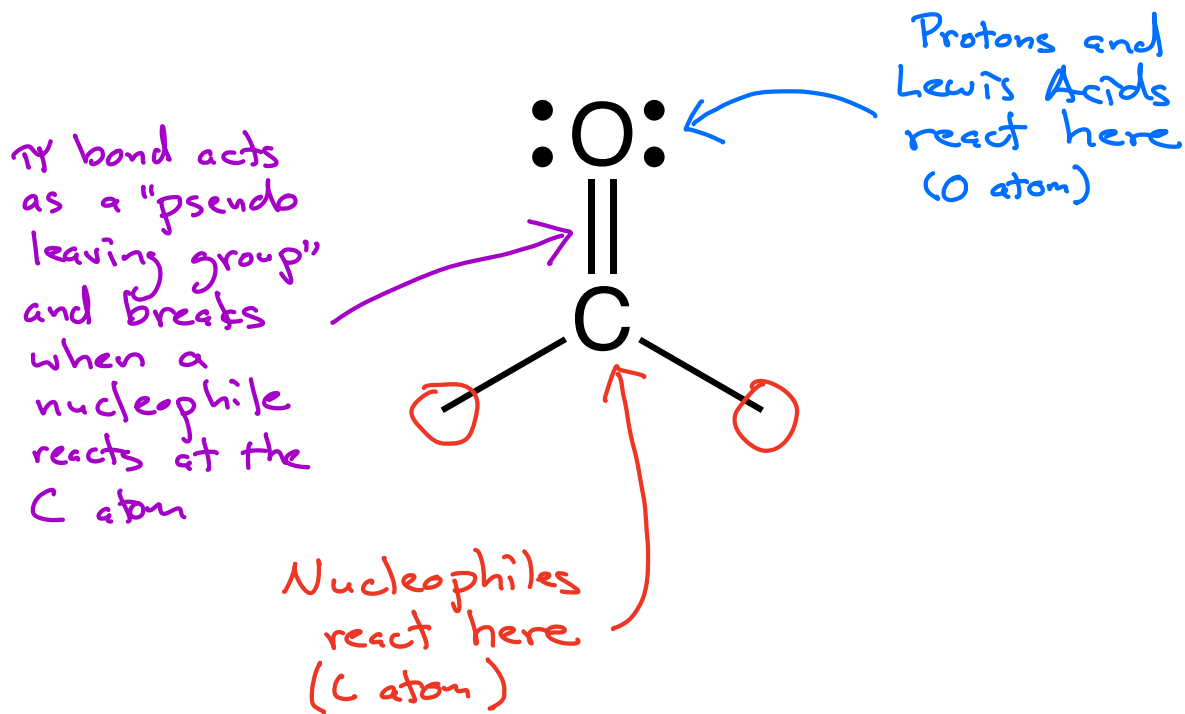 Protons and
Lewis Acids
react here
(O atom)
π bond acts
as a "pseudo
leaving group"
and breaks
when a
nucleophile
reacts at the
C atom
O
C
Nucleophiles
react here
(C atom)